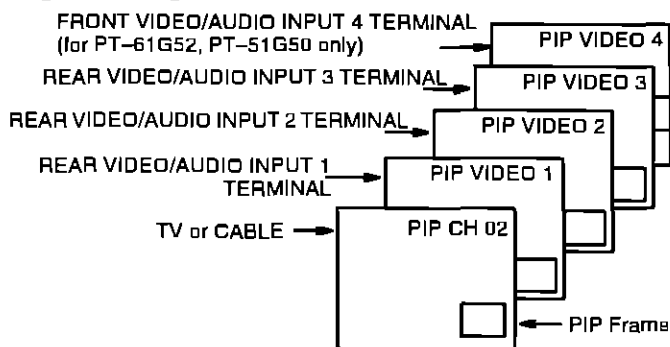 FRONT VIDEO/AUDIO INPUT 4 TERMINAL
(for PT-61G52, PT-51G50 only)
PIP VIDEO 4
REAR VIDEO/AUDIO INPUT 3 TERMINAL
PIP VIDEO 3
REAR VIDEO/AUDIO INPUT 2 TERMINAL
PIP VIDEO 2
REAR VIDEO/AUDIO INPUT 1
TERMINAL
PIP VIDEO 1
TV or CABLE
PIP CH 02
PIP Frame